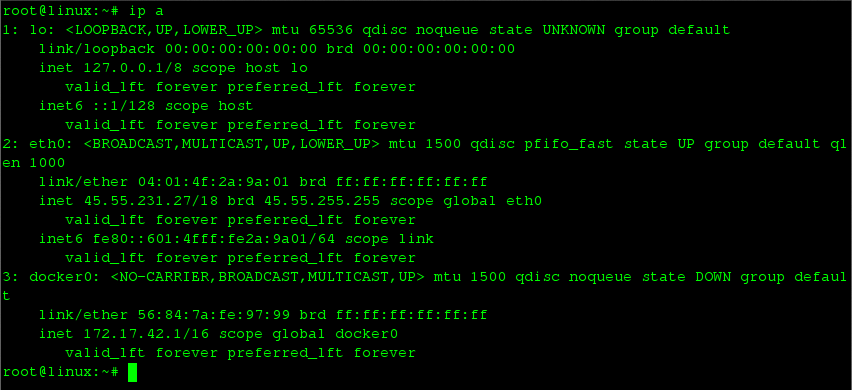 root@linux:~# ip a
1: lo: <LOOPBACK,UP,LOWER_UP> mtu 65536 qdisc noqueue state UNKNOWN group default
    link/loopback 00:00:00:00:00:00 brd 00:00:00:00:00:00
    inet 127.0.0.1/8 scope host lo
       valid_lft forever preferred_lft forever
    inet6 ::1/128 scope host
       valid_lft forever preferred_lft forever
2: eth0: <BROADCAST,MULTICAST,UP,LOWER_UP> mtu 1500 qdisc pfifo_fast state UP group default ql
en 1000
    link/ether 04:01:4f:2a:9a:01 brd ff:ff:ff:ff:ff:ff
    inet 45.55.231.27/18 brd 45.55.255.255 scope global eth0
       valid_lft forever preferred_lft forever
    inet6 fe80::601:4fff:fe2a:9a01/64 scope link
       valid_lft forever preferred_lft forever
3: docker0: <NO-CARRIER,BROADCAST,MULTICAST,UP> mtu 1500 qdisc noqueue state DOWN group defaul
t
    link/ether 56:84:7a:fe:97:99 brd ff:ff:ff:ff:ff:ff
    inet 172.17.42.1/16 scope global docker0
       valid_lft forever preferred_lft forever
root@linux:~#